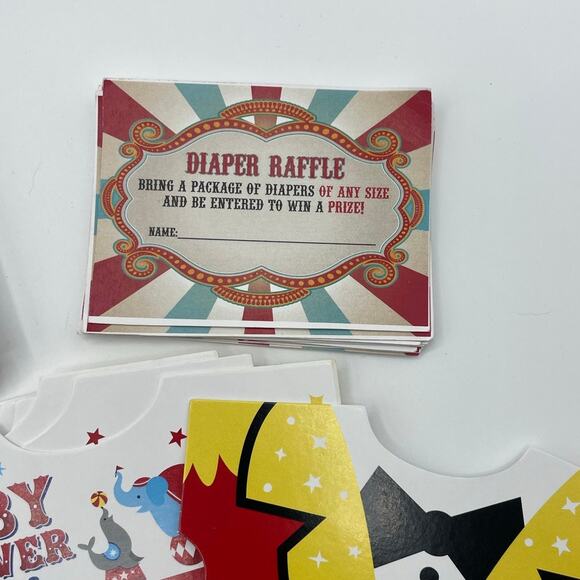 DIAPER RAFFLE
BRING A PACKAGE OF DIAPERS OF ANY SIZE
AND BE ENTERED TO WIN A PRIZE!
NAME: